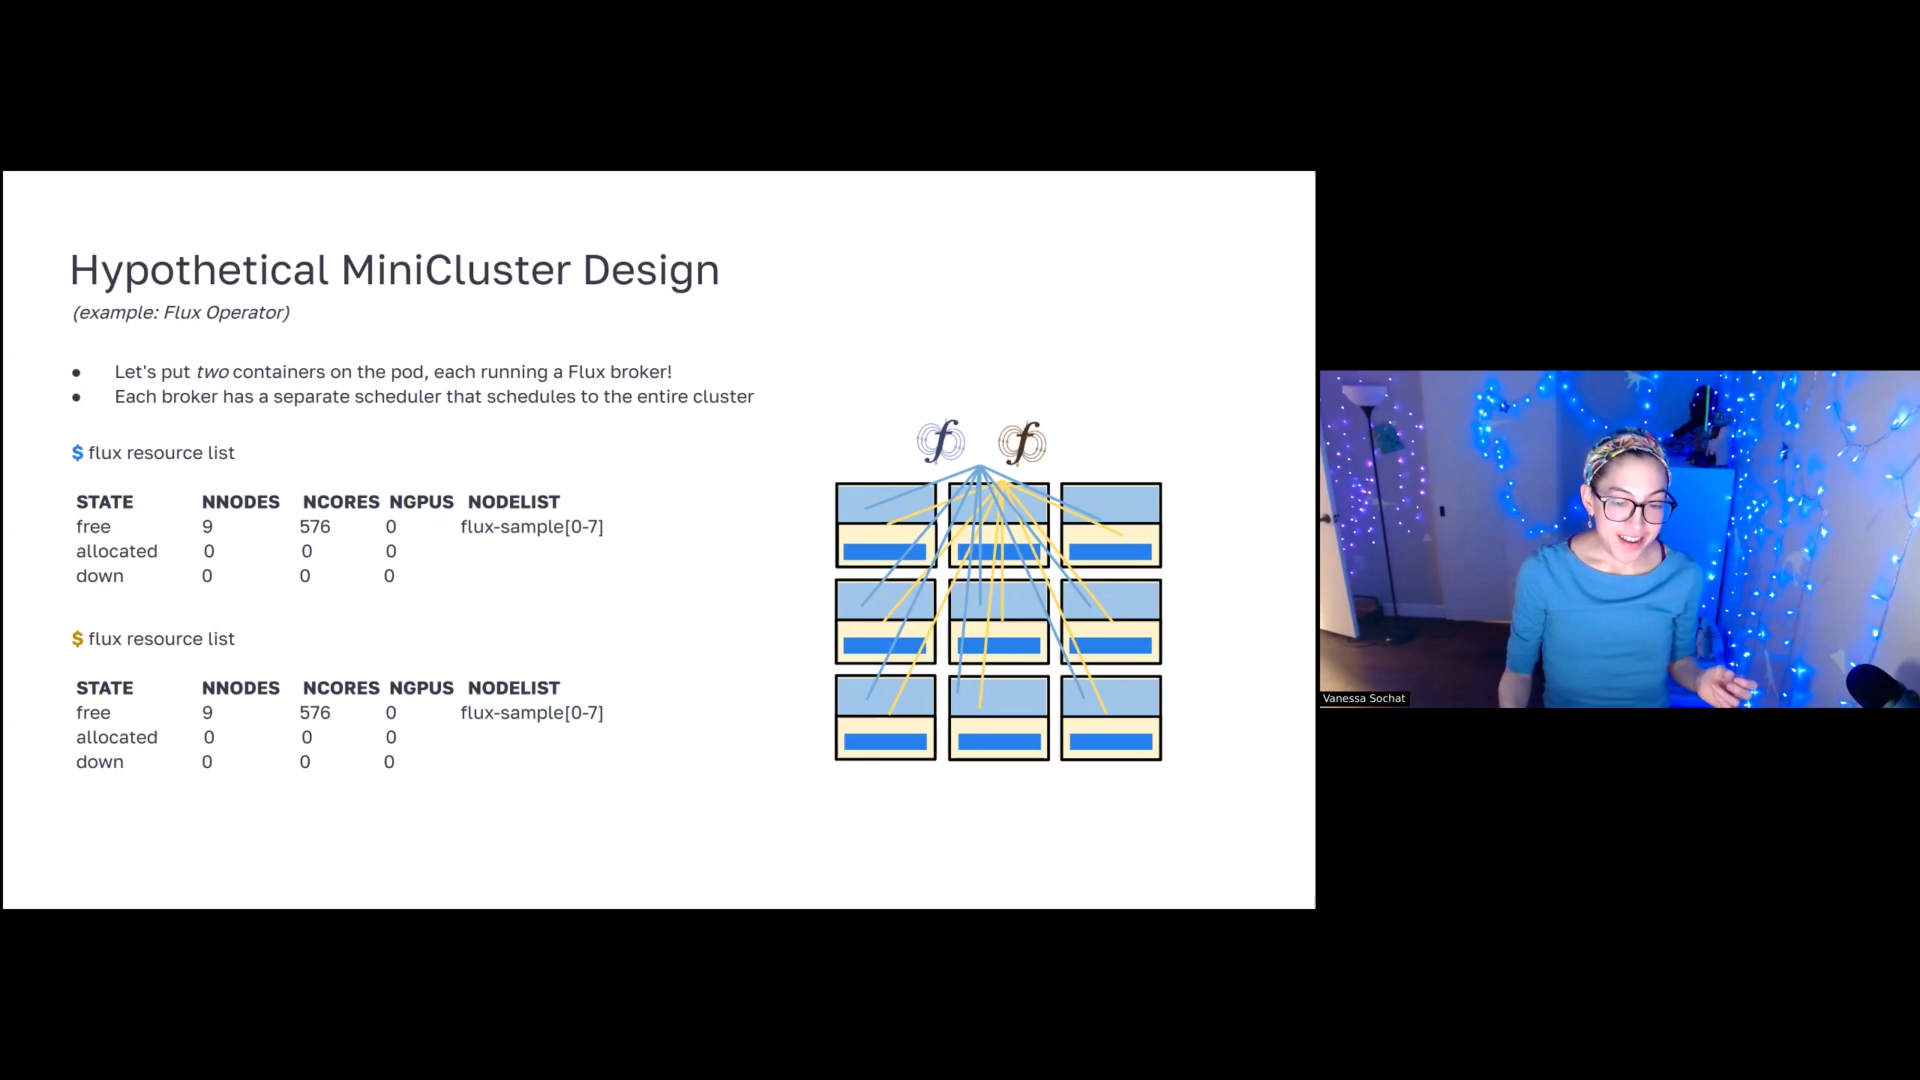 Hypothetical MiniCluster Design
(example: Flux Operator)
● Let's put two containers on the pod, each running a Flux broker!
● Each broker has a separate scheduler that schedules to the entire cluster
$ flux resource list
STATE NNODES NCORES NGPUS NODELIST
free 9 576 0 flux-sample[0-7]
allocated 0 0 0
down 0 0 0
$ flux resource list
STATE NNODES NCORES NGPUS NODELIST
free 9 576 0 flux-sample[0-7]
allocated 0 0 0
down 0 0 0
f f
Vanessa Sochat